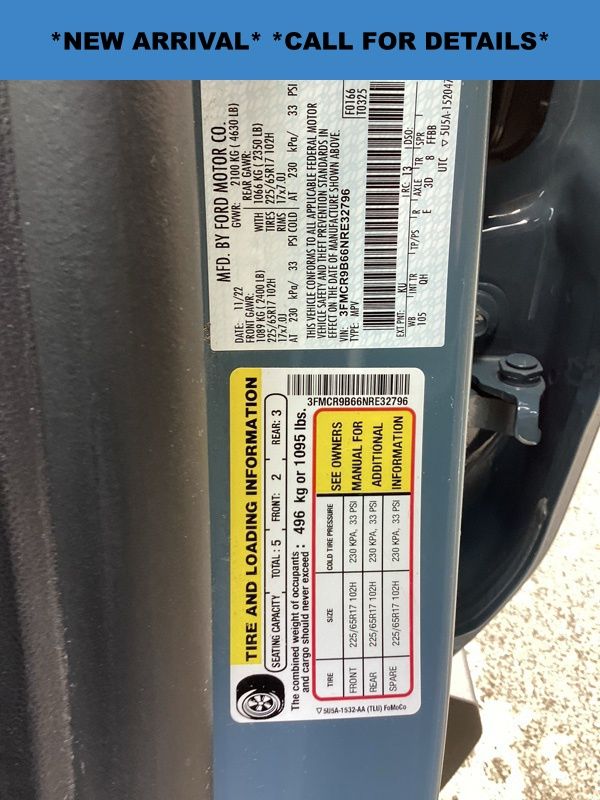 *NEW ARRIVAL* *CALL FOR DETAILS*
MFD. BY FORD MOTOR CO.
DATE: 11/22 GVWR: 2100 KG ( 4630 LB)
FRONT GAWR: REAR GAWR:
1089 KG ( 2400 LB) WITH 1066 KG ( 2350 LB)
225/65R17 102H TIRES 225/65R17 102H
17x7.0J RIMS 17x7.0J
AT 230 kPa/ 33 PSI COLD AT 230 kPa/ 33 PSI
THIS VEHICLE CONFORMS TO ALL APPLICABLE FEDERAL MOTOR
VEHICLE SAFETY AND THEFT PREVENTION STANDARDS IN
EFFECT ON THE DATE OF MANUFACTURE SHOWN ABOVE.
F0166
T0325
VIN: 3FMCR9B66NRE32796
TYPE: MPV
EXT PNT: KU RC: 13 DSO:
WB INT TR TP/PS R AXLE TR SPR
105 QH E 3D 8 FFBB
UTC ▽ 5U5A-152047
TIRE AND LOADING INFORMATION
SEATING CAPACITY TOTAL : 5 FRONT: 2 REAR: 3
The combined weight of occupants
and cargo should never exceed : 496 kg or 1095 lbs.
3FMCR9B66NRE32796
TIRE SIZE COLD TIRE PRESSURE
FRONT 225/65R17 102H 230 KPA, 33 PSI
REAR 225/65R17 102H 230 KPA, 33 PSI
SPARE 225/65R17 102H 230 KPA, 33 PSI
SEE OWNERS
MANUAL FOR
ADDITIONAL
INFORMATION
▽ 5U5A-1532-AA (TLU) FoMoCo